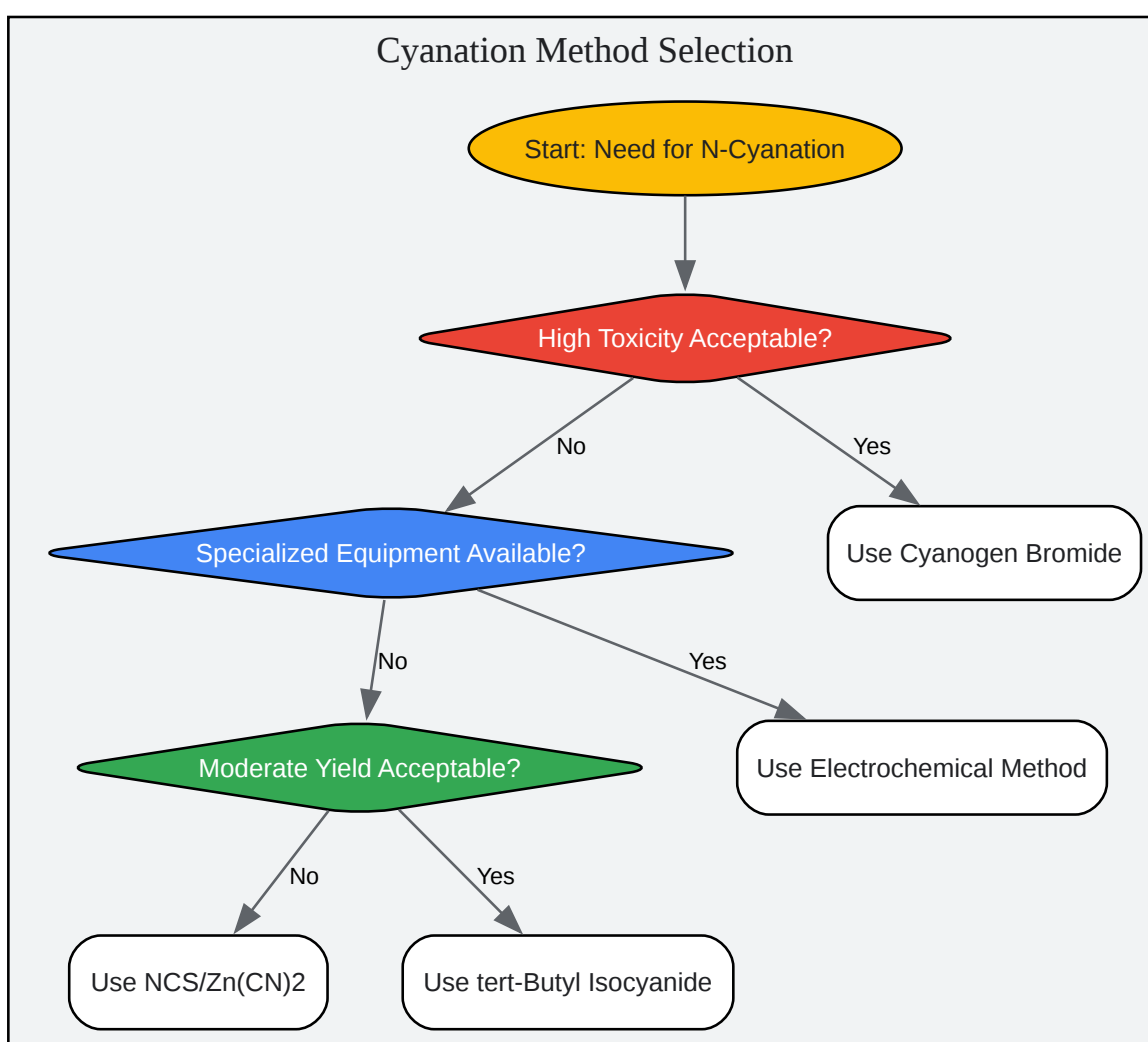 Cyanation Method Selection
Start: Need for N-Cyanation
High Toxicity Acceptable?
No
Yes
Specialized Equipment Available?
Use Cyanogen Bromide
No
Yes
Moderate Yield Acceptable?
Use Electrochemical Method
No
Yes
Use NCS/Zn(CN)2
Use tert-Butyl Isocyanide